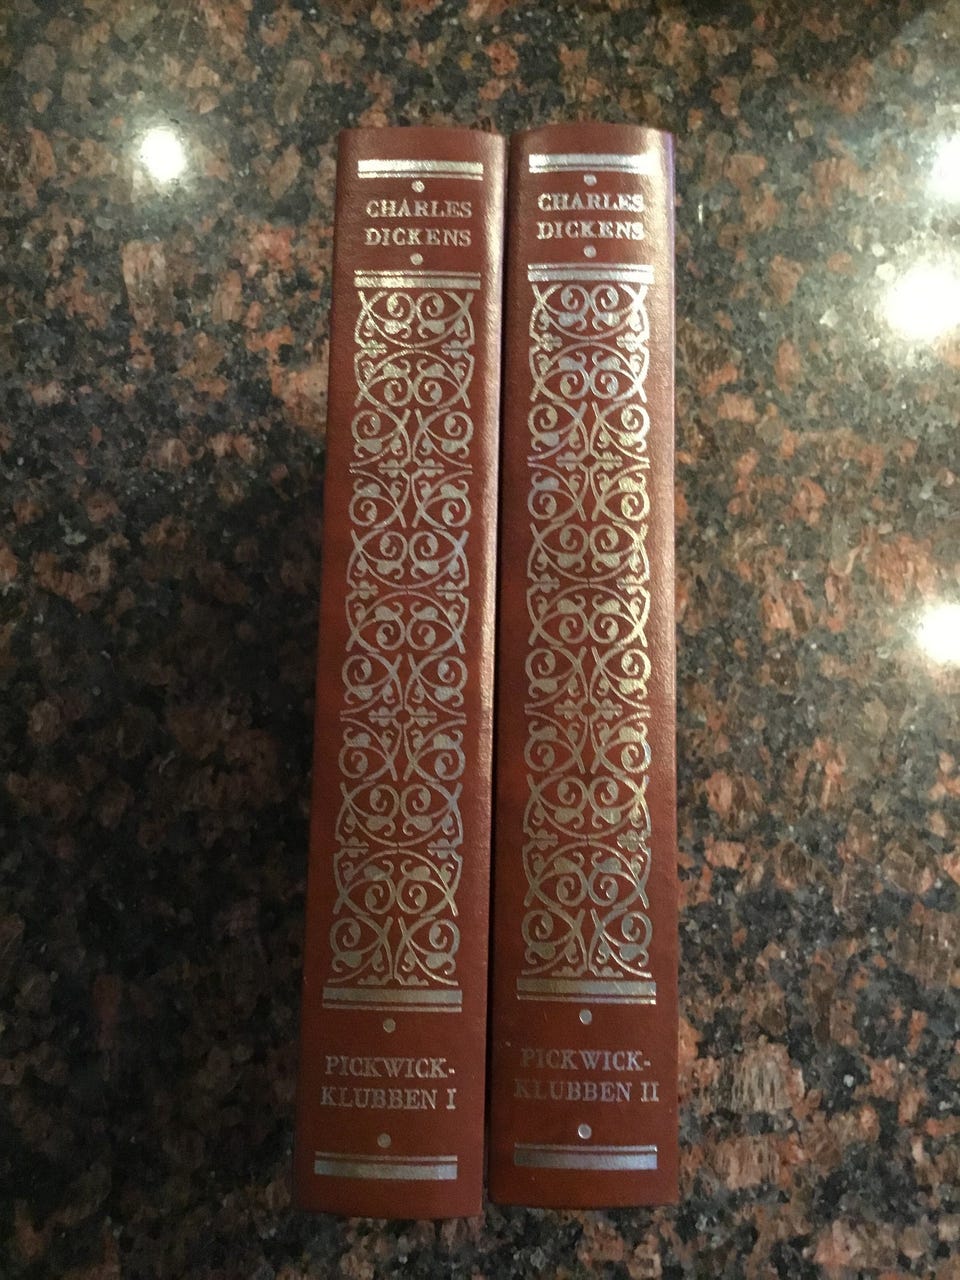 CHARLES
DICKENS
PICKWICK-
KLUBBEN I
CHARLES
DICKENS
PICKWICK-
KLUBBEN II